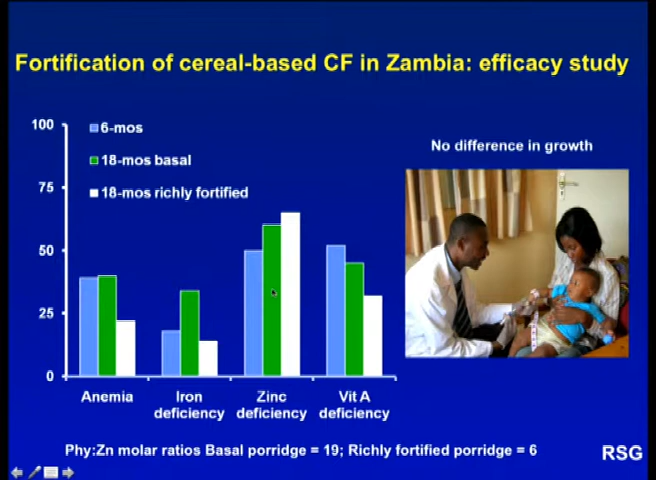 Fortification of cereal-based CF in Zambia: efficacy study
100
75
50
25
0
6-mos
18-mos basal
18-mos richly fortified
Anemia
Iron
deficiency
Zinc
deficiency
Vit A
deficiency
No difference in growth
Phy:Zn molar ratios Basal porridge = 19; Richly fortified porridge = 6
RSG